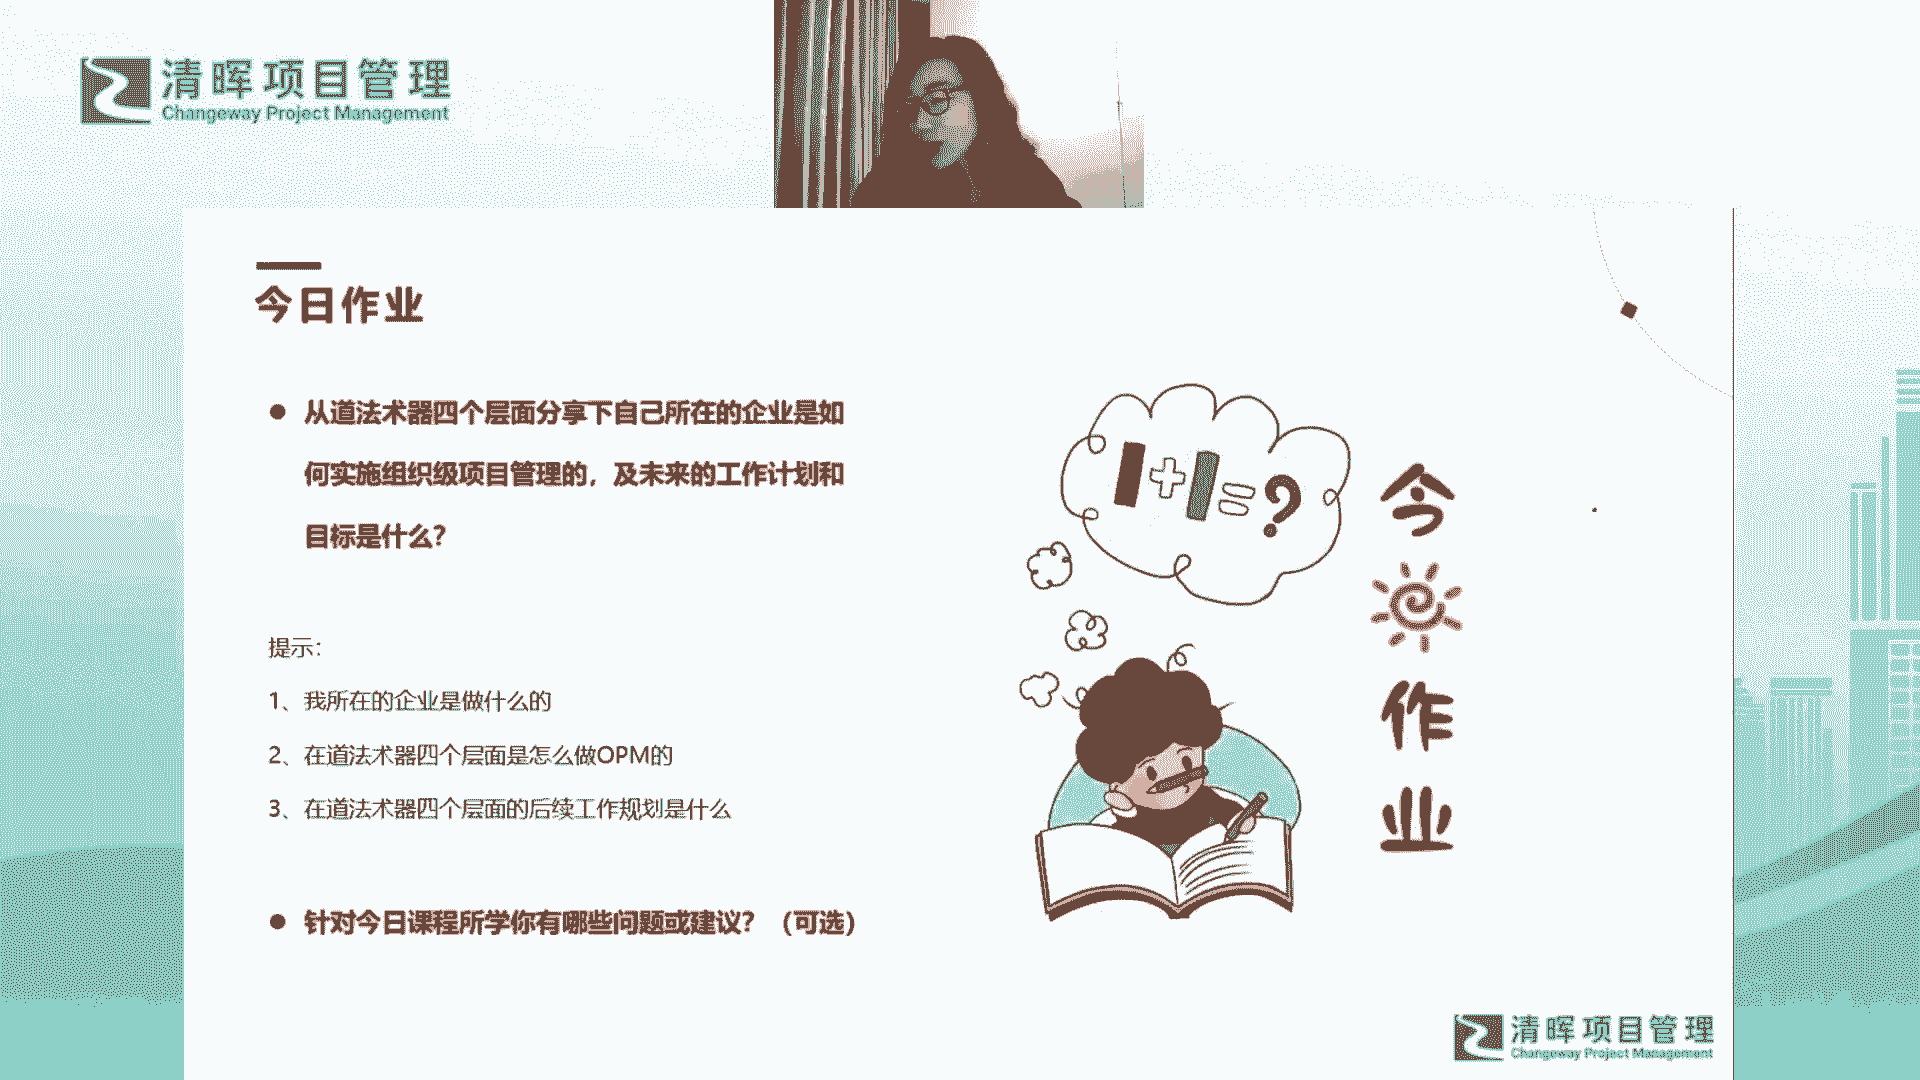 清晖项目管理
Changeway Project Management
今日作业
● 从道法术器四个层面分享下自己所在的企业是如
何实施组织级项目管理的，及未来的工作计划和
目标是什么？
提示：
1、我所在的企业是做什么的
2、在道法术器四个层面是怎么做OPM的
3、在道法术器四个层面的后续工作规划是什么
● 针对今日课程所学你有哪些问题或建议？（可选）
1+1=?
今
作
业
清晖项目管理
Changeway Project Management